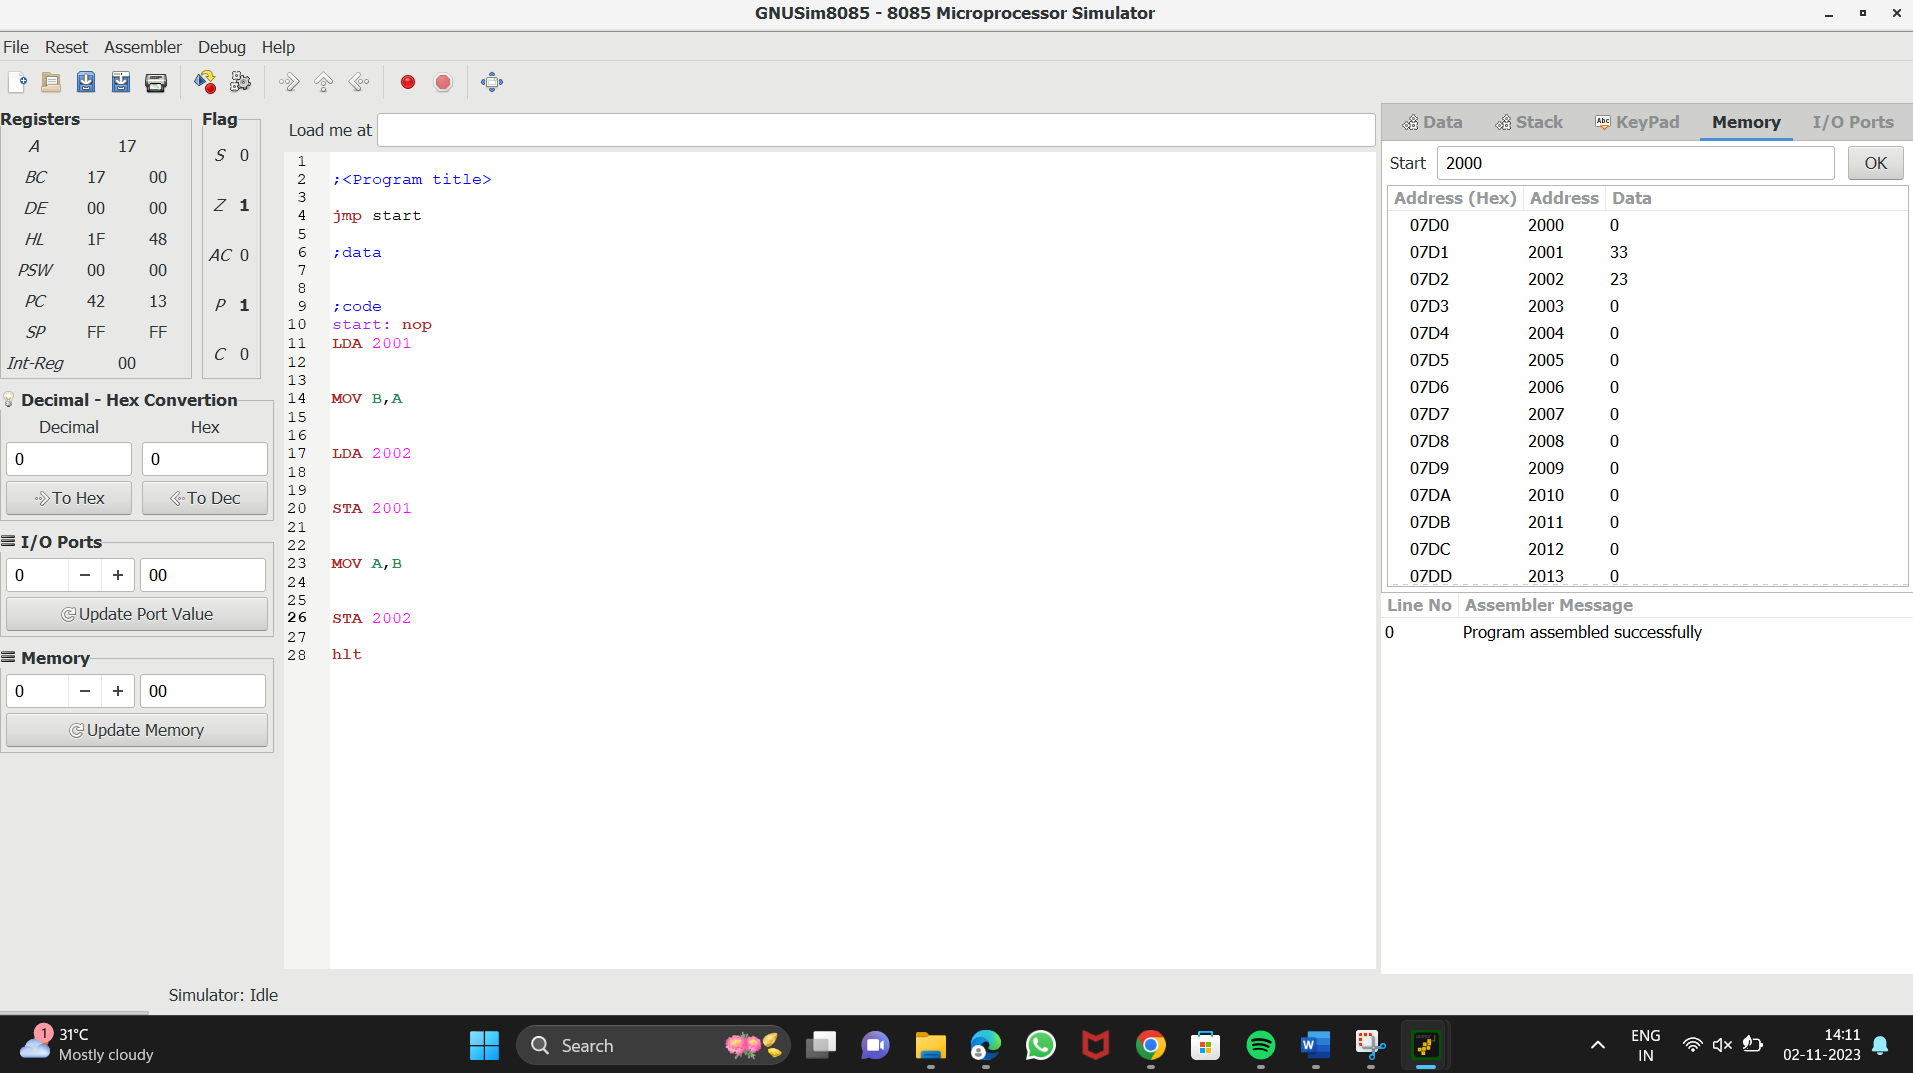 GNUSim8085 - 8085 Microprocessor Simulator
File Reset Assembler Debug Help
Registers
A 17
BC 17 00
DE 00 00
HL 1F 48
PSW 00 00
PC 42 13
SP FF FF
Int-Reg 00
Flag
S 0
Z 1
AC 0
P 1
C 0
Decimal - Hex Convertion
Decimal Hex
0 0
To Hex To Dec
I/O Ports
0 − + 00
Update Port Value
Memory
0 − + 00
Update Memory
Load me at
1
2 ;<Program title>
3
4 jmp start
5
6 ;data
7
8
9 ;code
10 start: nop
11 LDA 2001
12
13
14 MOV B,A
15
16
17 LDA 2002
18
19
20 STA 2001
21
22
23 MOV A,B
24
25
26 STA 2002
27
28 hlt
Data Stack Abc KeyPad Memory I/O Ports
Start 2000 OK
Address (Hex) Address Data
07D0 2000 0
07D1 2001 33
07D2 2002 23
07D3 2003 0
07D4 2004 0
07D5 2005 0
07D6 2006 0
07D7 2007 0
07D8 2008 0
07D9 2009 0
07DA 2010 0
07DB 2011 0
07DC 2012 0
07DD 2013 0
Line No Assembler Message
0 Program assembled successfully
Simulator: Idle
1
31°C
Mostly cloudy
Search
W
ENG
IN
14:11
02-11-2023